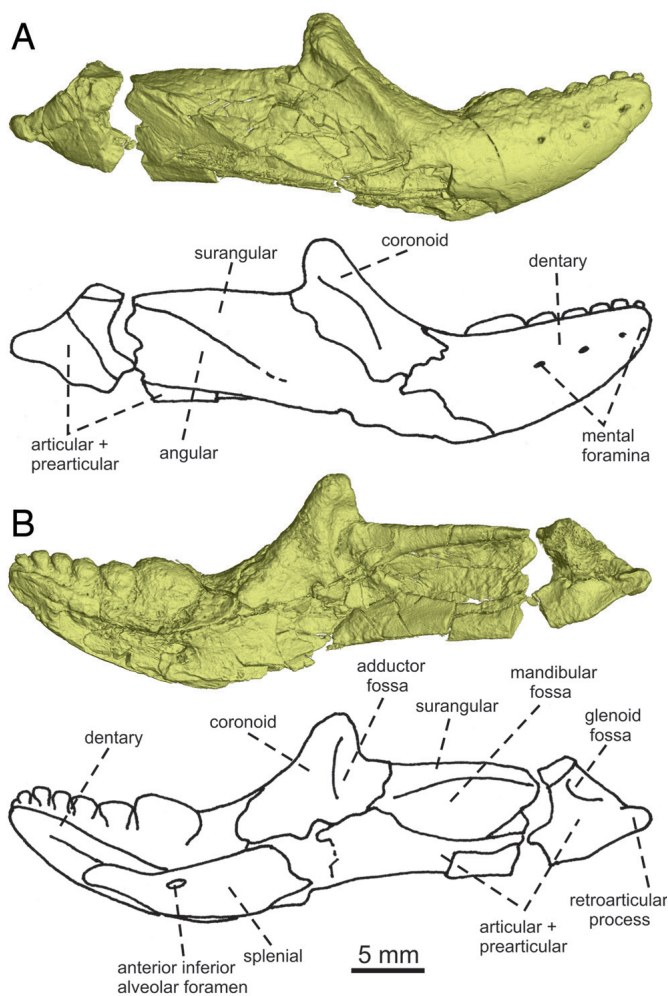 A
coronoid
surangular
dentary
articular +
prearticular
angular
mental
foramina
B
adductor
fossa
mandibular
fossa
surangular
glenoid
fossa
coronoid
dentary
retroarticular
process
articular +
prearticular
splenial
anterior inferior
alveolar foramen
5 mm